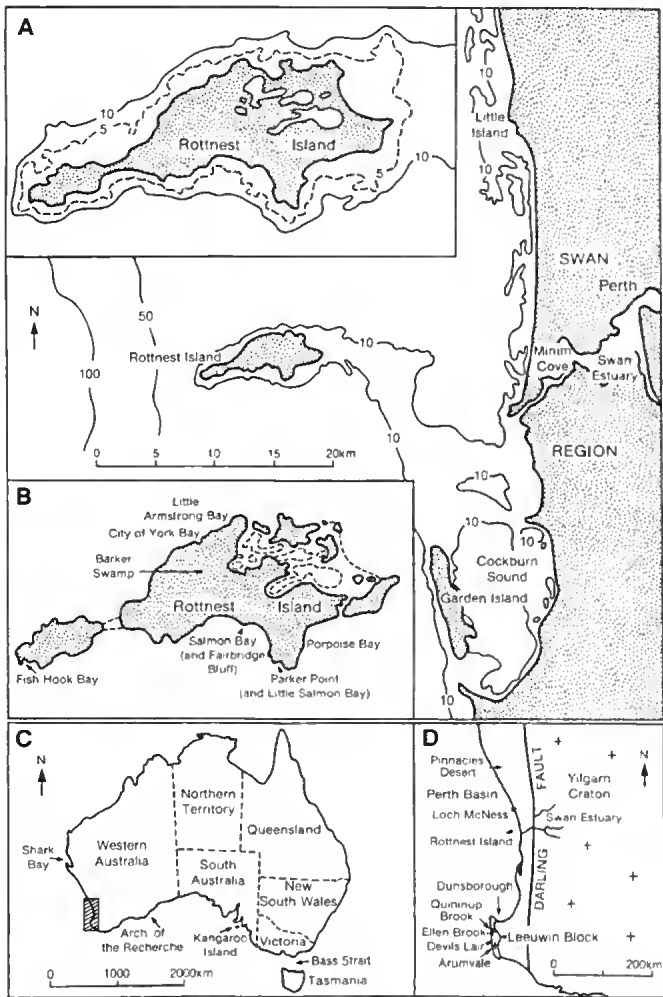 A
10
5
Rottnest Island
5
10
10
Little
Island
10
10
SWAN
Perth
N
50
100
Rottnest Island
10
Minim
Cove
Swan
Estuary
10
REGION
0 5 10 15 20km
10
10
10
Cockburn
Sound
Garden Island
10
B
Little
Armstrong Bay
City of York Bay
Barker
Swamp
Rottnest Island
Salmon Bay
(and Fairbridge
Bluff)
Porpoise Bay
Parker Point
(and Little Salmon Bay)
Fish Hook Bay
C
N
Northern
Territory
Queensland
Western
Australia
South
Australia
New
South Wales
Victoria
Shark
Bay
Arch of
the Recherche
Kangaroo
Island
Bass Strait
Tasmania
0 1000 2000km
D
N
Pinnacles
Desert
Perth Basin
Loch McNess
Rottnest Island
DARLING FAULT
Yilgarn
Craton
Swan Estuary
Dunsborough
Quininup
Brook
Ellen Brook
Devils Lair
Arumvale
Leeuwin Block
0 200km